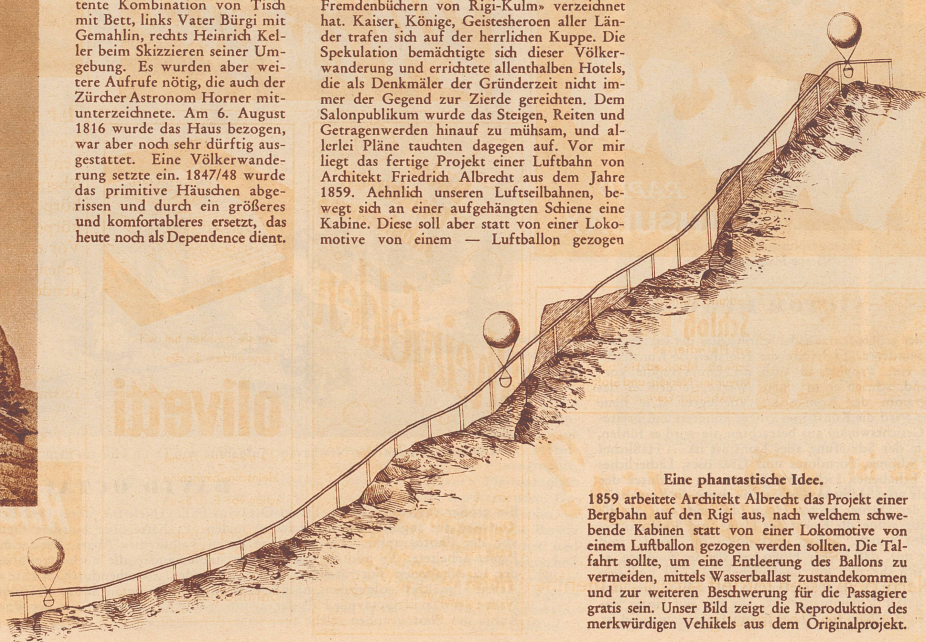 tente Kombination von Tisch
mit Bett, links Vater Bürgi mit
Gemahlin, rechts Heinrich Kel-
ler beim Skizzieren seiner Um-
gebung. Es wurden aber wei-
tere Aufrufe nötig, die auch der
Zürcher Astronom Horner mit-
unterzeichnete. Am 6. August
1816 wurde das Haus bezogen,
war aber noch sehr dürftig aus-
gestattet. Eine Völkerwande-
rung setzte ein. 1847/48 wurde
das primitive Häuschen abge-
rissen und durch ein größeres
und komfortableres ersetzt, das
heute noch als Dependence dient.
Fremdenbüchern von Rigi-Kulm» verzeichnet
hat. Kaiser, Könige, Geistesheroen aller Län-
der trafen sich auf der herrlichen Kuppe. Die
Spekulation bemächtigte sich dieser Völker-
wanderung und errichtete allenthalben Hotels,
die als Denkmäler der Gründerzeit nicht im-
mer der Gegend zur Zierde gereichten. Dem
Salonpublikum wurde das Steigen, Reiten und
Getragenwerden hinauf zu mühsam, und al-
lerlei Pläne tauchten dagegen auf. Vor mir
liegt das fertige Projekt einer Luftbahn von
Architekt Friedrich Albrecht aus dem Jahre
1859. Aehnlich unseren Luftseilbahnen, be-
wegt sich an einer aufgehängten Schiene eine
Kabine. Diese soll aber statt von einer Loko-
motive von einem — Luftballon gezogen
Eine phantastische Idee.
1859 arbeitete Architekt Albrecht das Projekt einer
Bergbahn auf den Rigi aus, nach welchem schwe-
bende Kabinen statt von einer Lokomotive von
einem Luftballon gezogen werden sollten. Die Tal-
fahrt sollte, um eine Entleerung des Ballons zu
vermeiden, mittels Wasserballast zustandekommen
und zur weiteren Beschwerung für die Passagiere
gratis sein. Unser Bild zeigt die Reproduktion des
merkwürdigen Vehikels aus dem Originalprojekt.